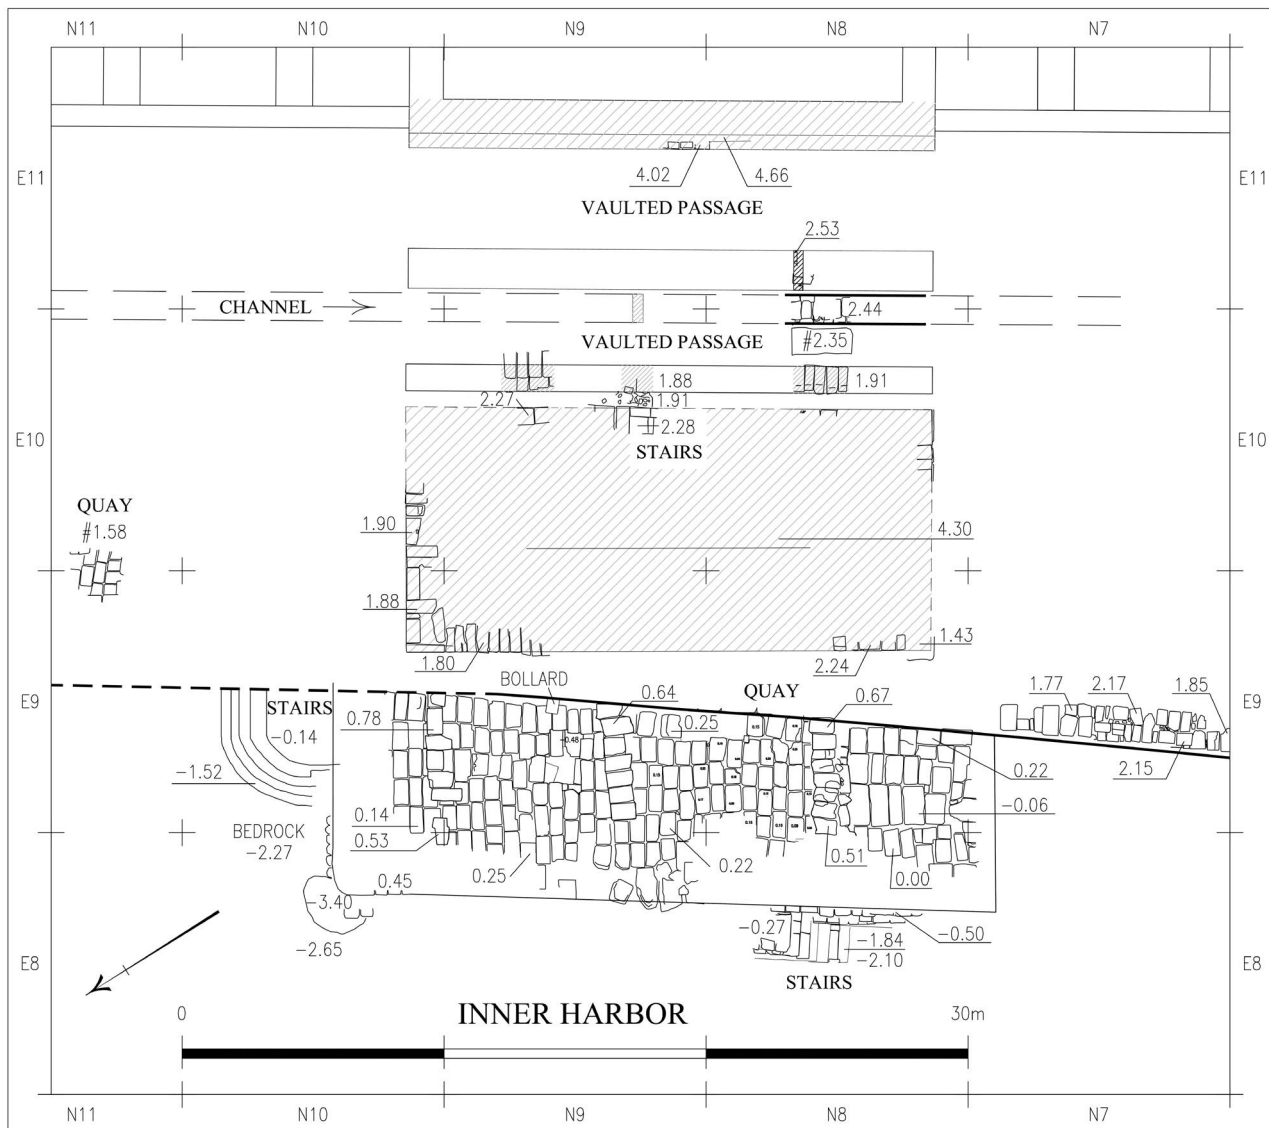 N11 N10 N9 N8 N7
E11 E11
4.02 4.66
VAULTED PASSAGE
2.53
CHANNEL
2.44
VAULTED PASSAGE #2.35
1.88 1.91
2.27 1.91
2.28
E10 STAIRS E10
QUAY
#1.58
1.90 4.30
1.88
1.80 2.24 1.43
BOLLARD 0.64 QUAY 0.67 1.77 2.17 1.85
E9 STAIRS 0.78 0.25 E9
-0.14 -0.48
-1.52 0.22 2.15
-0.06
0.14
BEDROCK 0.53
-2.27 0.22 0.51
0.25 0.00
0.45
-3.40
-2.65 -0.27 -0.50
-1.84
-2.10
E8 E8
STAIRS
0 INNER HARBOR 30m
N11 N10 N9 N8 N7